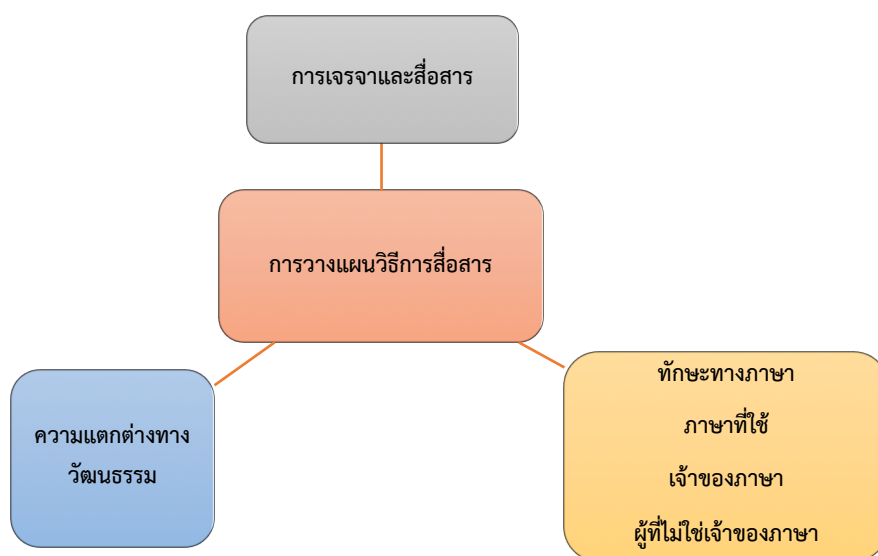 การเจรจาและสื่อสาร
การวางแผนวิธีการสื่อสาร
ความแตกต่างทาง
วัฒนธรรม
ทักษะทางภาษา
ภาษาที่ใช้
เจ้าของภาษา
ผู้ที่ไม่ใช่เจ้าของภาษา